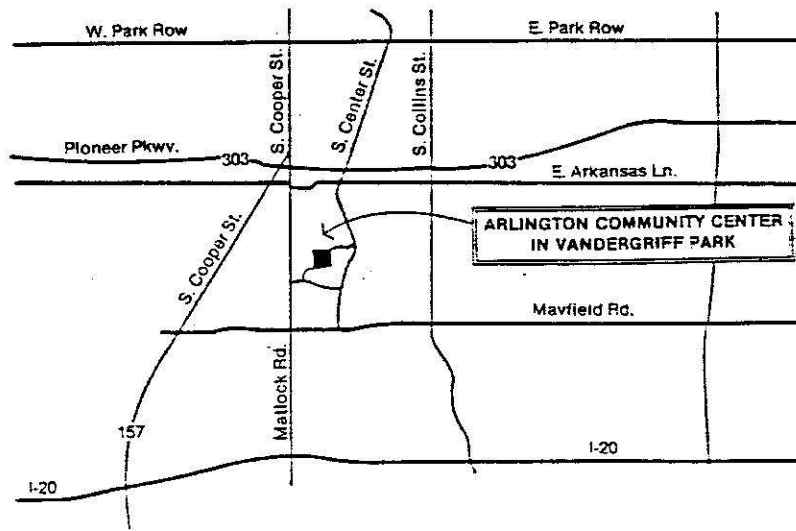 W. Park Row
E. Park Row
S. Cooper St.
S. Center St.
S. Collins St.
Pioneer Pkwy.
303
303
E. Arkansas Ln.
ARLINGTON COMMUNITY CENTER
IN VANDERGRIFF PARK
S. Cooper St.
Mayfield Rd.
Matlock Rd.
157
I-20
I-20